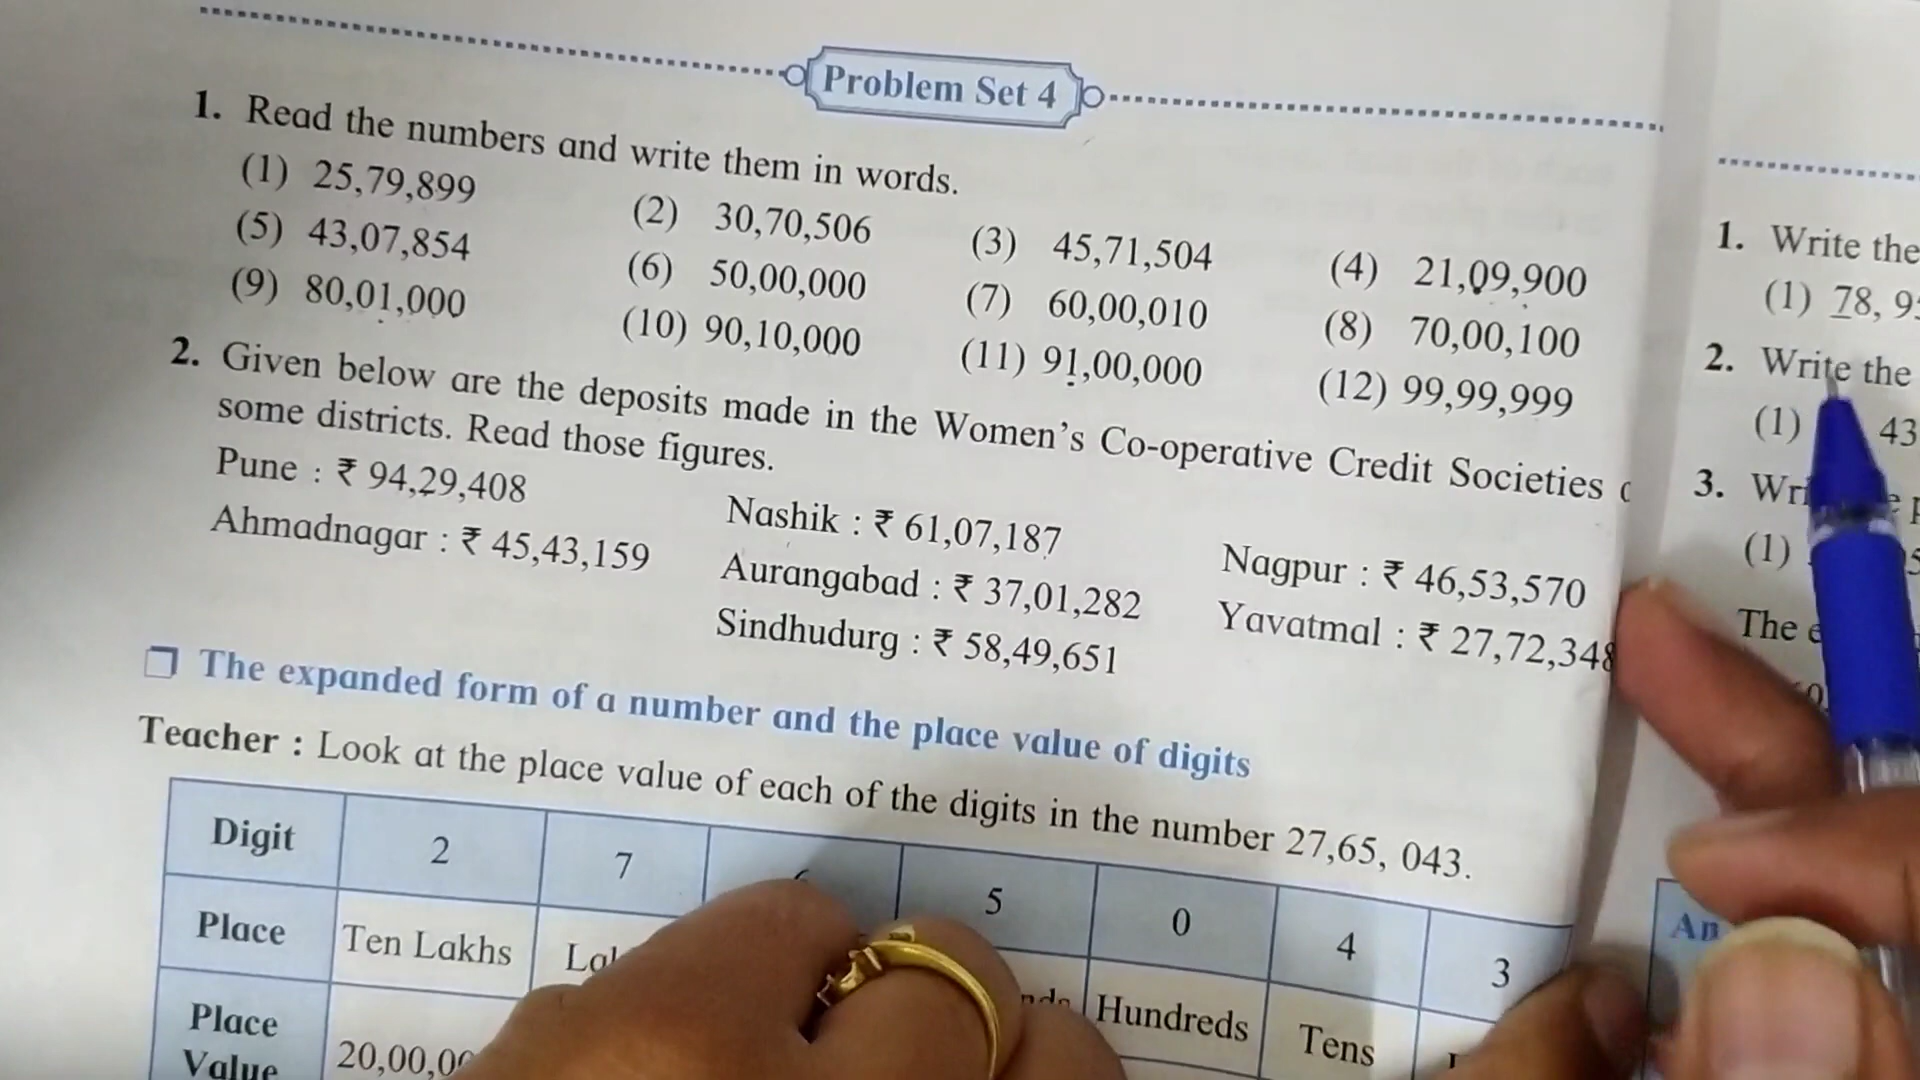 Problem Set 4
1. Read the numbers and write them in words.
(1) 25,79,899 (2) 30,70,506 (3) 45,71,504 (4) 21,09,900
(5) 43,07,854 (6) 50,00,000 (7) 60,00,010 (8) 70,00,100
(9) 80,01,000 (10) 90,10,000 (11) 91,00,000 (12) 99,99,999
2. Given below are the deposits made in the Women's Co-operative Credit Societies
some districts. Read those figures.
Pune : ₹ 94,29,408 Nashik : ₹ 61,07,187 Nagpur : ₹ 46,53,570
Ahmadnagar : ₹ 45,43,159 Aurangabad : ₹ 37,01,282 Yavatmal : ₹ 27,72,348
Sindhudurg : ₹ 58,49,651
The expanded form of a number and the place value of digits
Teacher : Look at the place value of each of the digits in the number 27,65, 043.
Digit 2 7 5 0 4 3
Place Ten Lakhs Hundreds Tens
Place
Value 20,00,00
1. Write the
(1) 78, 9
2. Write the
(1) 43
3.
(1)
The